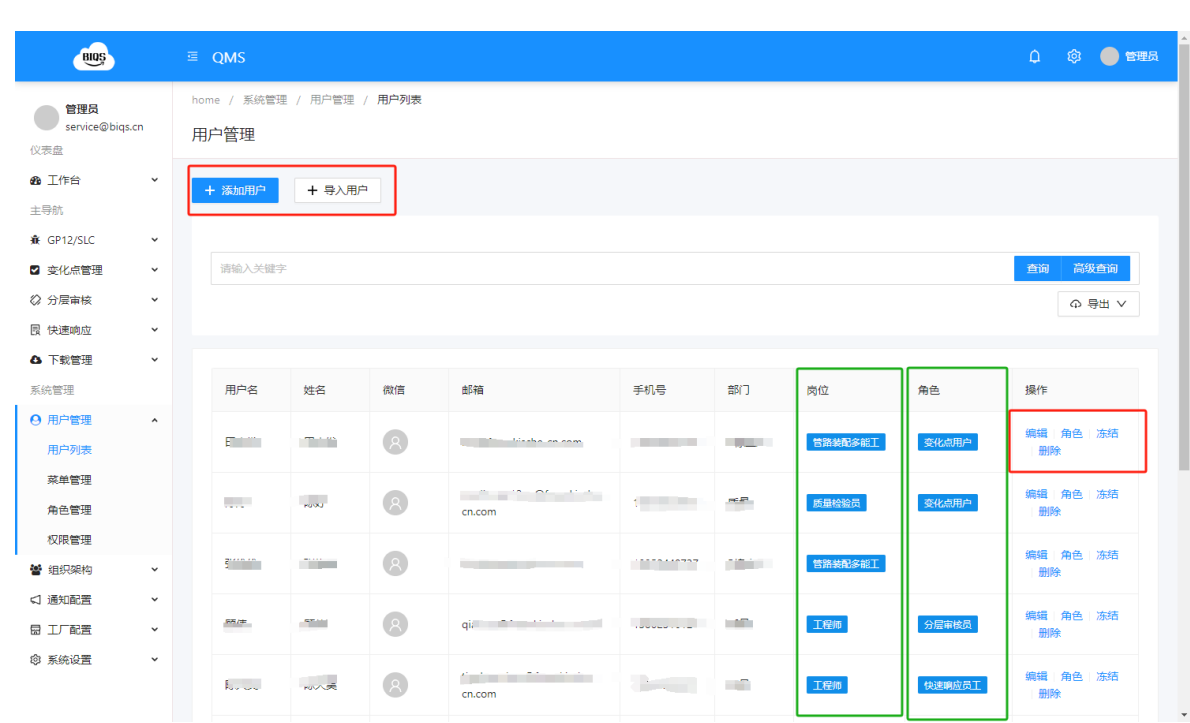 BIQS
QMS
管理员
管理员
service@biqs.cn
home / 系统管理 / 用户管理 / 用户列表
用户管理
仪表盘
工作台
主导航
GP12/SLC
变化点管理
分层审核
快速响应
下载管理
系统管理
用户管理
用户列表
菜单管理
角色管理
权限管理
组织架构
通知配置
工厂配置
系统设置
+ 添加用户
+ 导入用户
请输入关键字
查询 高级查询
导出
用户名 姓名 微信 邮箱 手机号 部门 岗位 角色 操作
管路装配多能工 变化点用户 编辑 角色 冻结
删除
质量检验员 变化点用户 编辑 角色 冻结
cn.com 删除
管路装配多能工 编辑 角色 冻结
删除
工程师 分层审核员 编辑 角色 冻结
删除
工程师 快速响应员工 编辑 角色 冻结
cn.com 删除